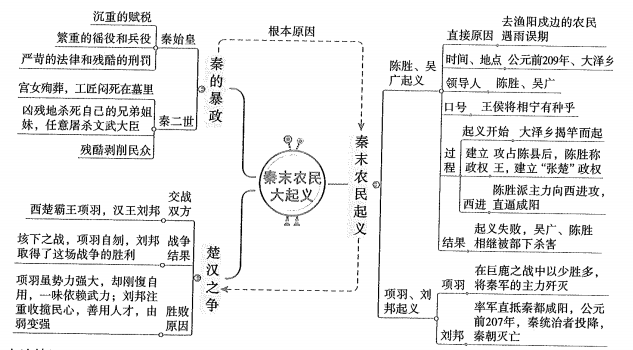 秦末农民
大起义
根本原因
秦的暴政
秦始皇
沉重的赋税
繁重的徭役和兵役
严苛的法律和残酷的刑罚
秦二世
宫女殉葬，工匠闷死在墓里
凶残地杀死自己的兄弟姐
妹，任意屠杀文武大臣
残酷剥削民众
秦末农民起义
陈胜、吴
广起义
直接原因
去渔阳戍边的农民
遇雨误期
时间、地点 公元前209年、大泽乡
领导人 陈胜、吴广
口号 王侯将相宁有种乎
过程
起义开始 大泽乡揭竿而起
建立 攻占陈县后，陈胜称
政权 王，建立“张楚”政权
西进
陈胜派主力向西进攻，
直逼咸阳
结果
起义失败，吴广、陈胜
相继被部下杀害
项羽、刘
邦起义
项羽
在巨鹿之战中以少胜多，
将秦军的主力歼灭
刘邦
率军直抵秦都咸阳，公元
前207年，秦统治者投降，
秦朝灭亡
楚汉之争
交战
双方
西楚霸王项羽，汉王刘邦
战争
结果
垓下之战，项羽自刎，刘邦
取得了这场战争的胜利
胜败
原因
项羽虽势力强大，却刚愎自
用，一味依赖武力；刘邦注
重收揽民心，善用人才，由
弱变强